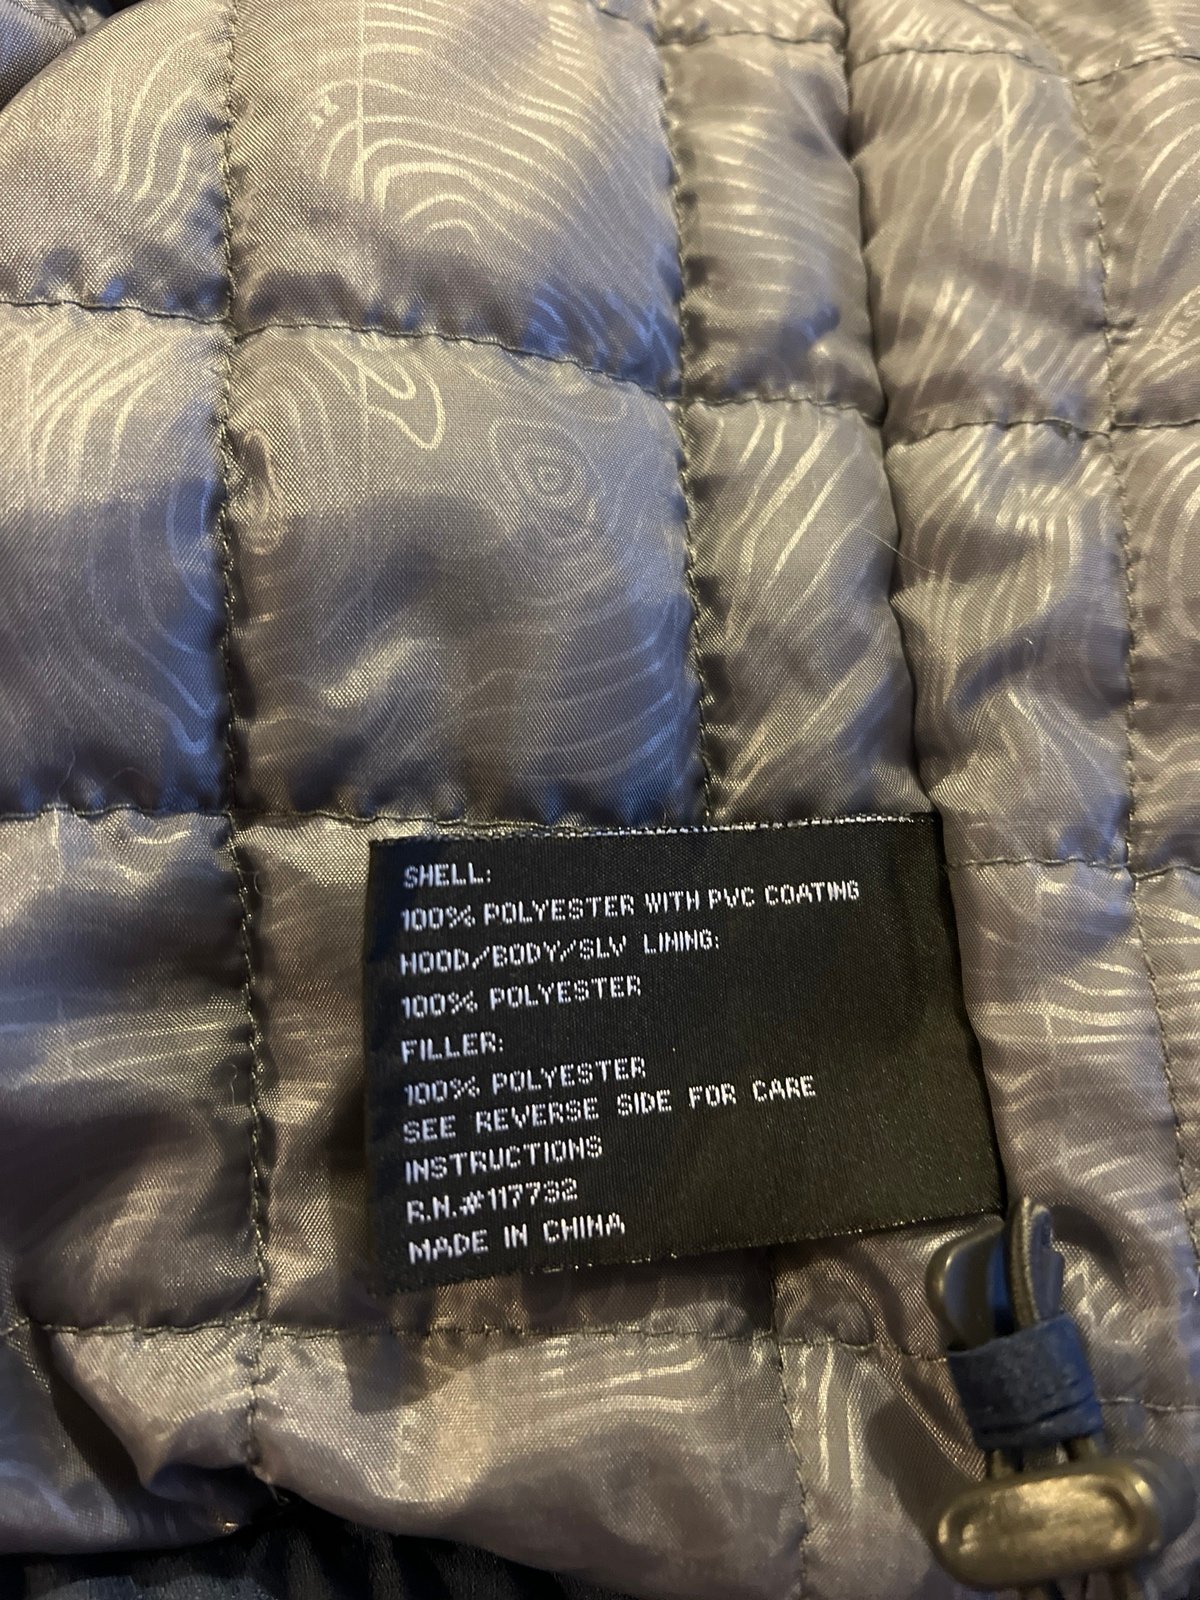 SHELL:
100% POLYESTER WITH PVC COATING
HOOD/BODY/SLV LINING:
100% POLYESTER
FILLER:
100% POLYESTER
SEE REVERSE SIDE FOR CARE
INSTRUCTIONS
R.N.#117732
MADE IN CHINA